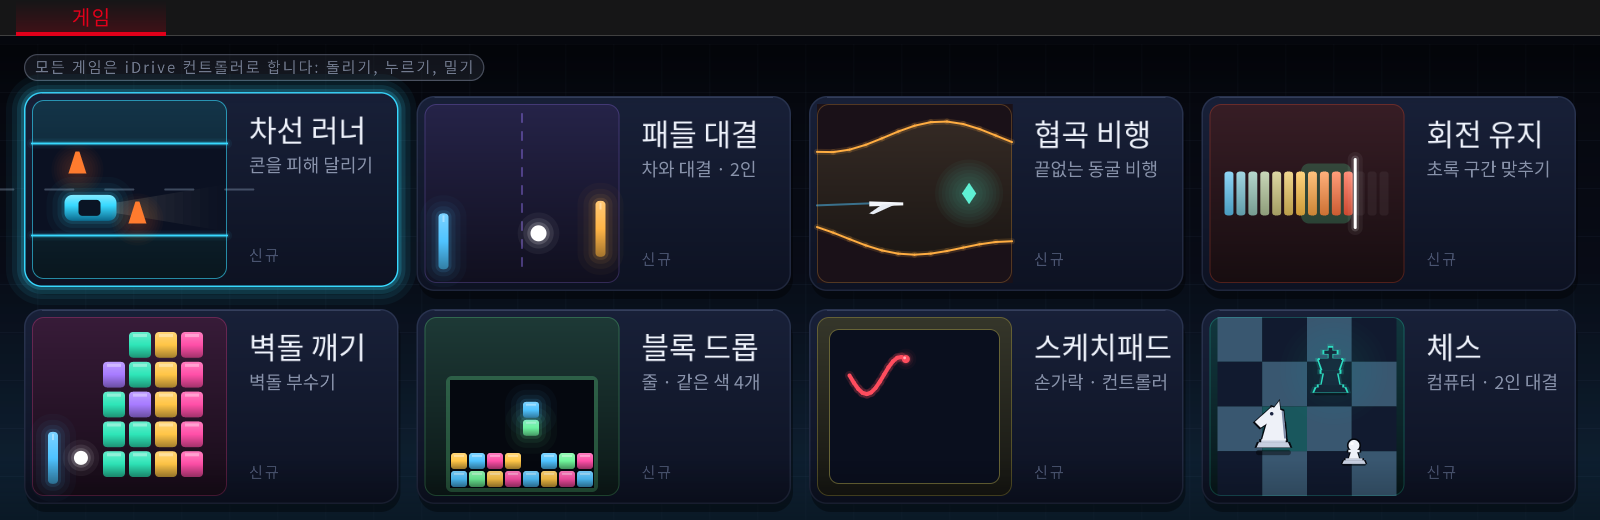 게임
모든 게임은 iDrive 컨트롤러로 합니다: 돌리기, 누르기, 밀기
차선 러너
콘을 피해 달리기
신규
패들 대결
차와 대결 · 2인
신규
협곡 비행
끝없는 동굴 비행
신규
회전 유지
초록 구간 맞추기
신규
벽돌 깨기
벽돌 부수기
신규
블록 드롭
줄 · 같은 색 4개
신규
스케치패드
손가락 · 컨트롤러
신규
체스
컴퓨터 · 2인 대결
신규